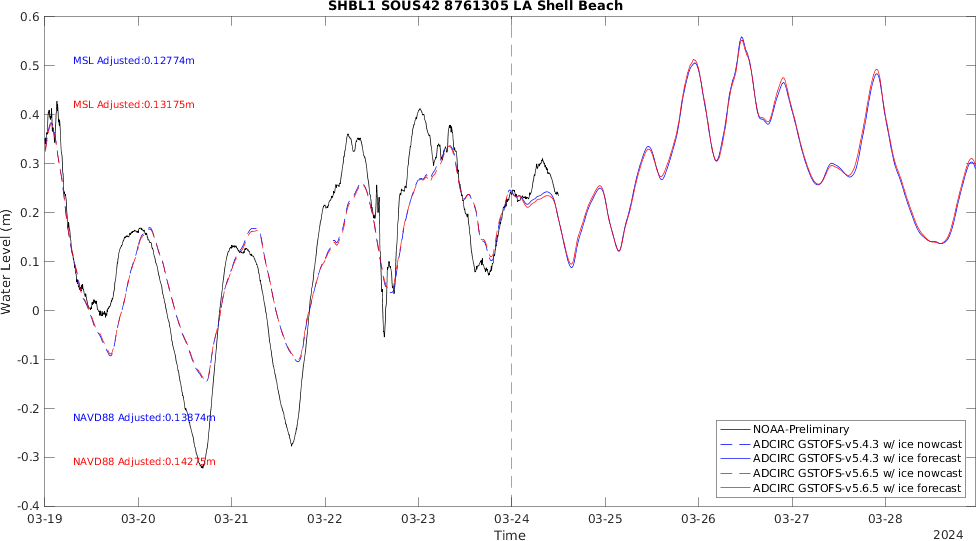 SHBL1 SOUS42 8761305 LA Shell Beach
0.6
0.5
0.4
0.3
0.2
0.1
0
-0.1
-0.2
-0.3
-0.4
Water Level (m)
MSL Adjusted:0.12774m
MSL Adjusted:0.13175m
NAVD88 Adjusted:0.13874m
NAVD88 Adjusted:0.14275m
NOAA-Preliminary
ADCIRC GSTOFS-v5.4.3 w/ ice nowcast
ADCIRC GSTOFS-v5.4.3 w/ ice forecast
ADCIRC GSTOFS-v5.6.5 w/ ice nowcast
ADCIRC GSTOFS-v5.6.5 w/ ice forecast
03-19 03-20 03-21 03-22 03-23 03-24 03-25 03-26 03-27 03-28
Time
2024